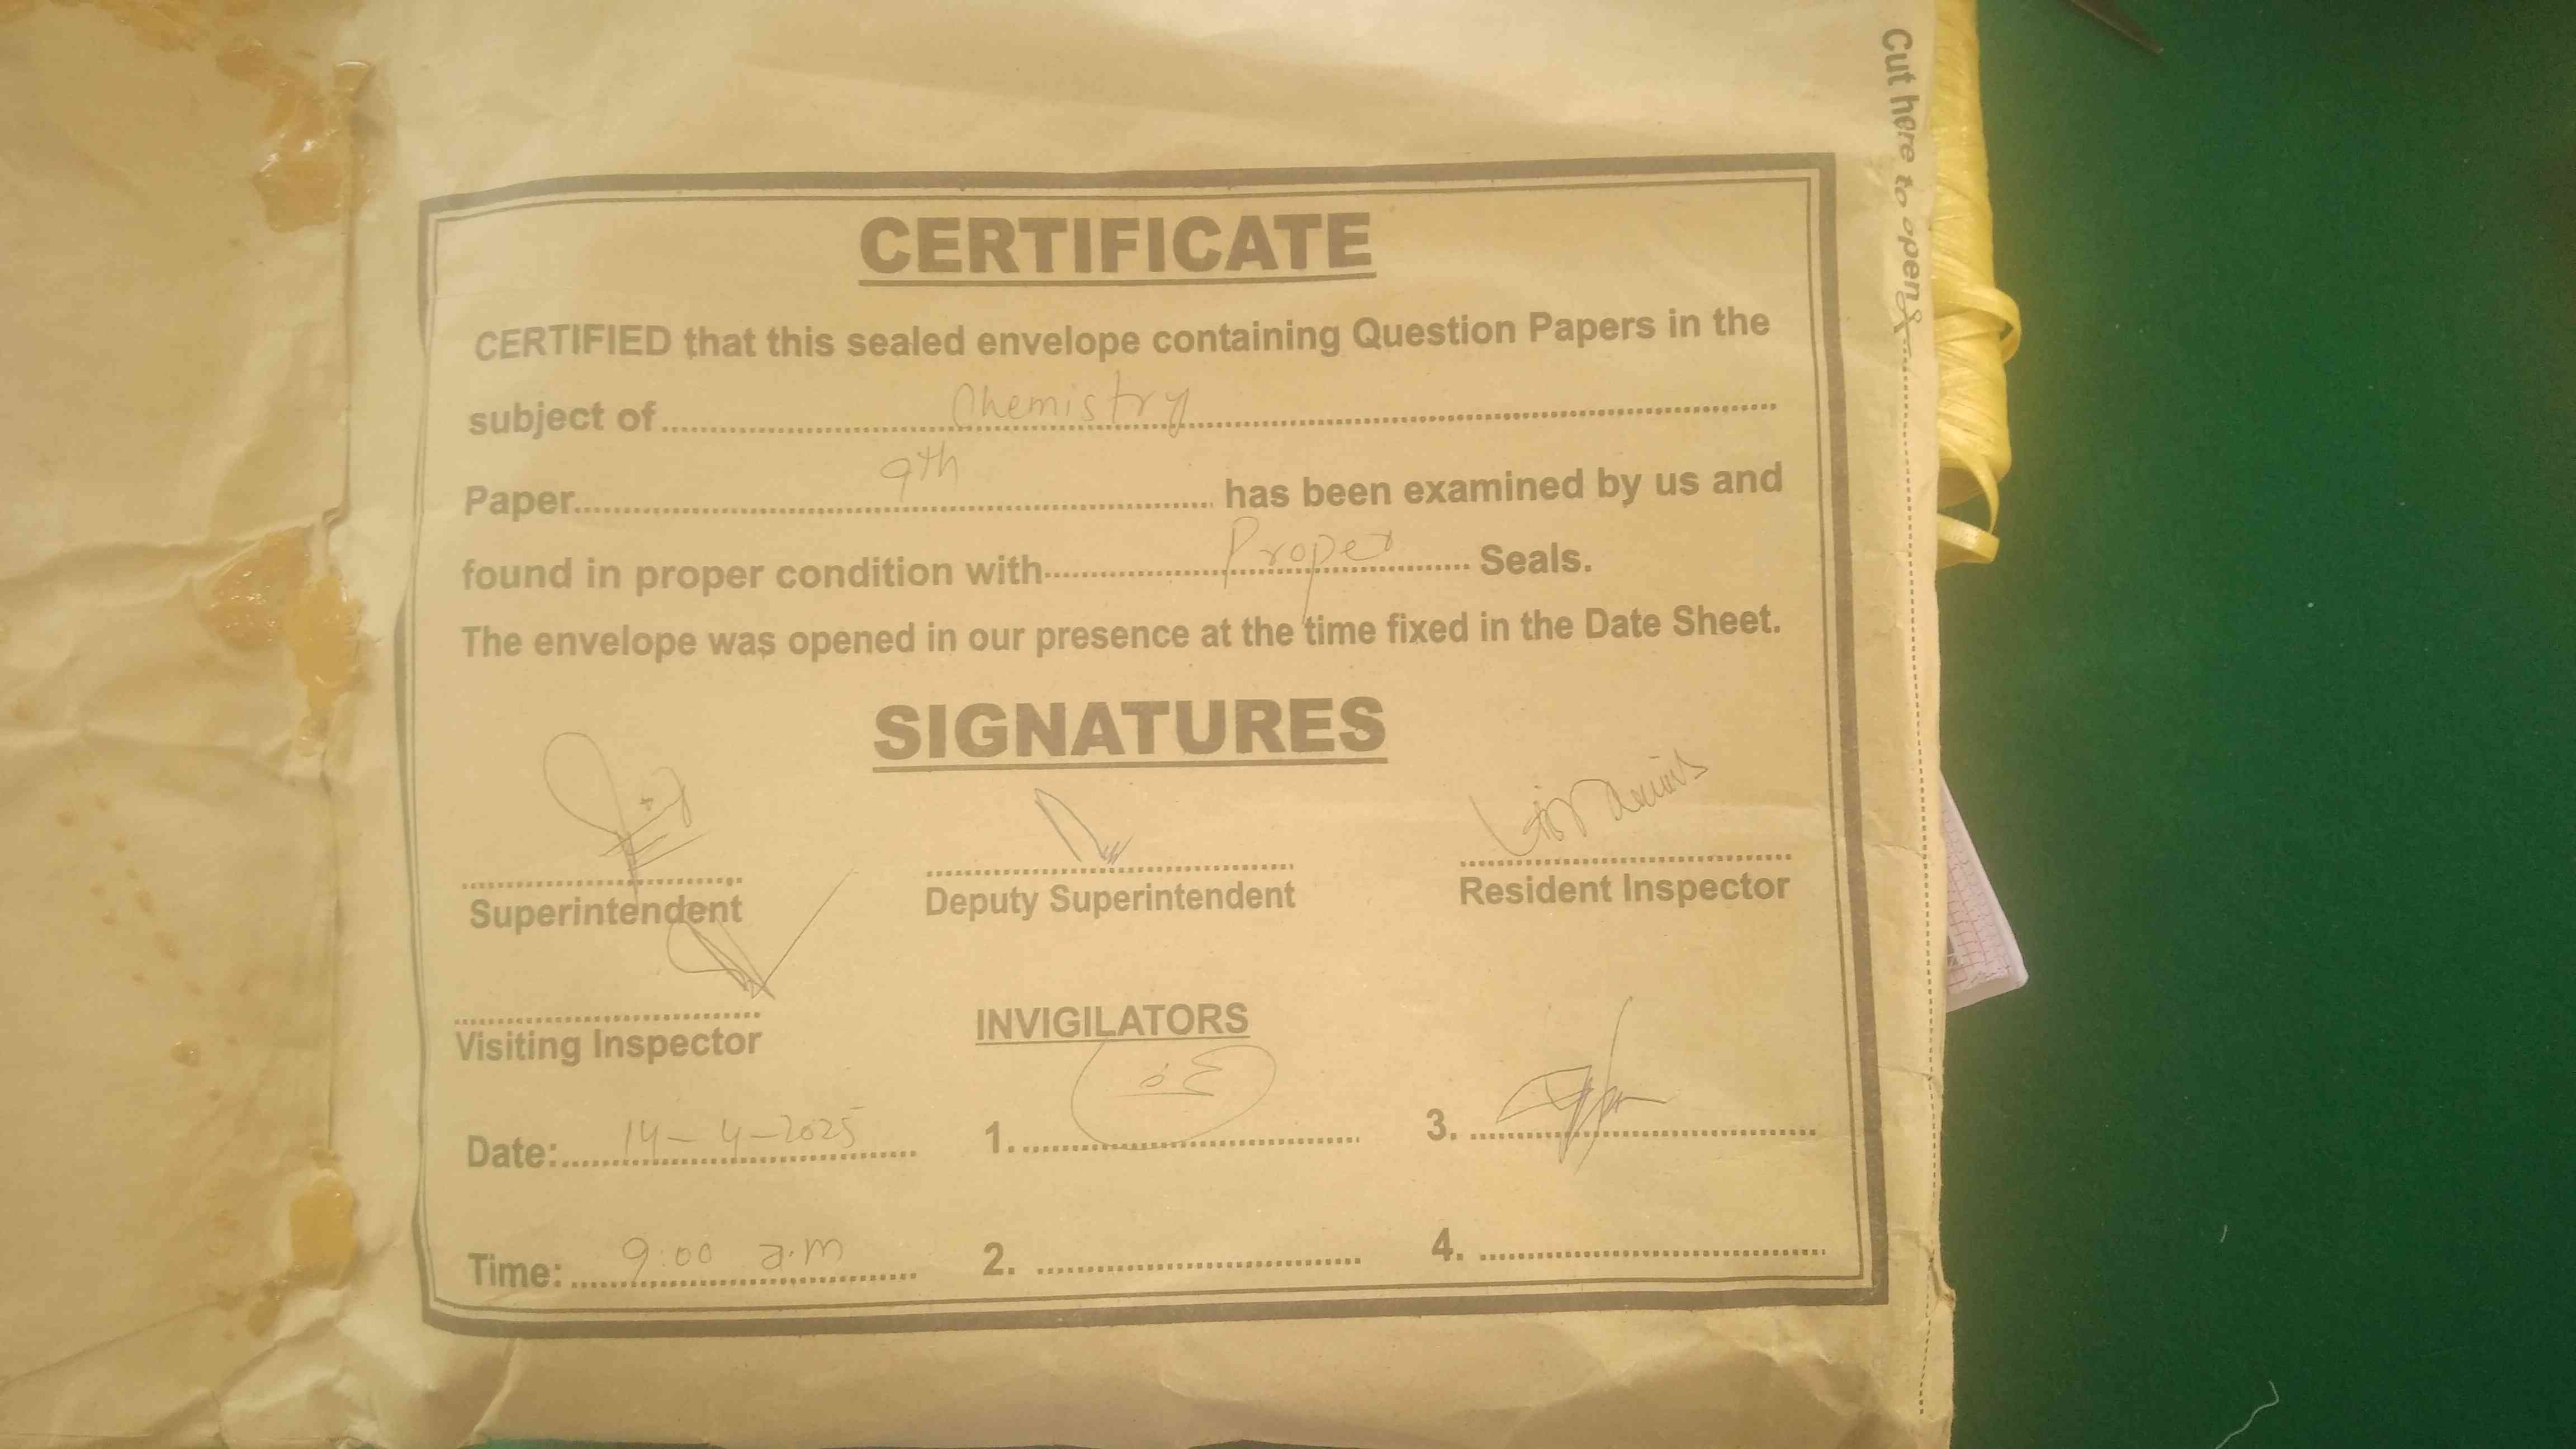 Cut here to open
CERTIFICATE
CERTIFIED that this sealed envelope containing Question Papers in the
subject of Chemistry
Paper 9th has been examined by us and
found in proper condition with Proper Seals.
The envelope was opened in our presence at the time fixed in the Date Sheet.
SIGNATURES
Superintendent Deputy Superintendent Resident Inspector
Visiting Inspector INVIGILATORS
Date: 14-4-2025 1. 3.
Time: 9:00 a.m 2. 4.